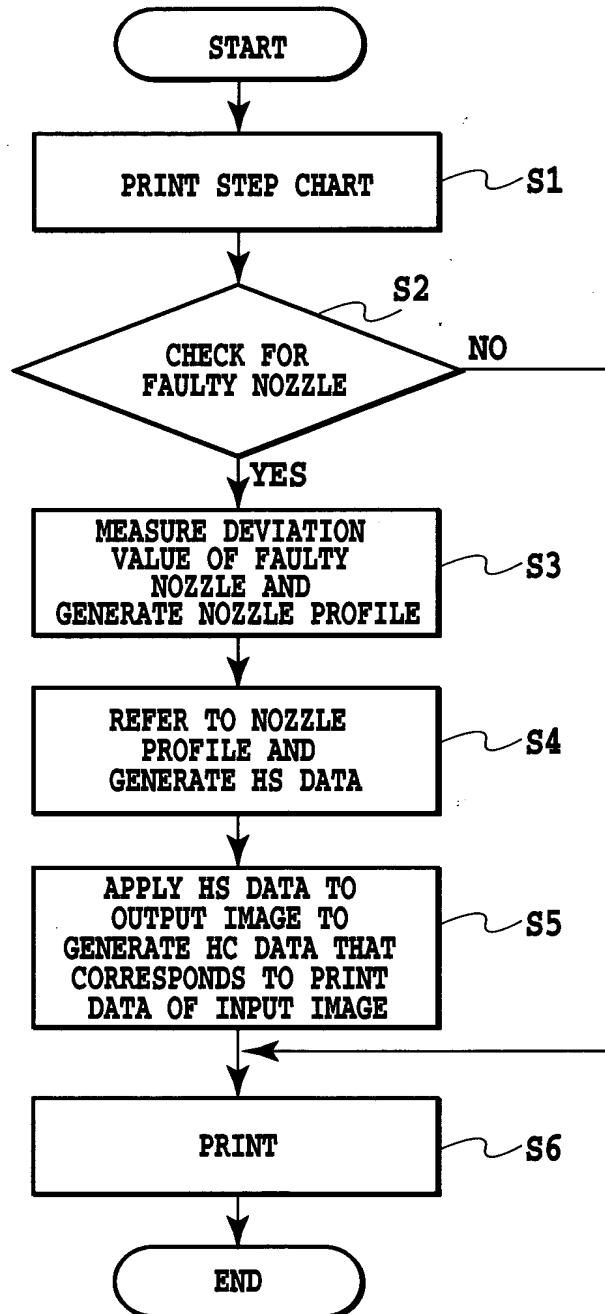 START
PRINT STEP CHART
S1
S2
CHECK FOR
FAULTY NOZZLE
NO
YES
MEASURE DEVIATION
VALUE OF FAULTY
NOZZLE AND
GENERATE NOZZLE PROFILE
S3
REFER TO NOZZLE
PROFILE AND
GENERATE HS DATA
S4
APPLY HS DATA TO
OUTPUT IMAGE TO
GENERATE HC DATA THAT
CORRESPONDS TO PRINT
DATA OF INPUT IMAGE
S5
PRINT
S6
END